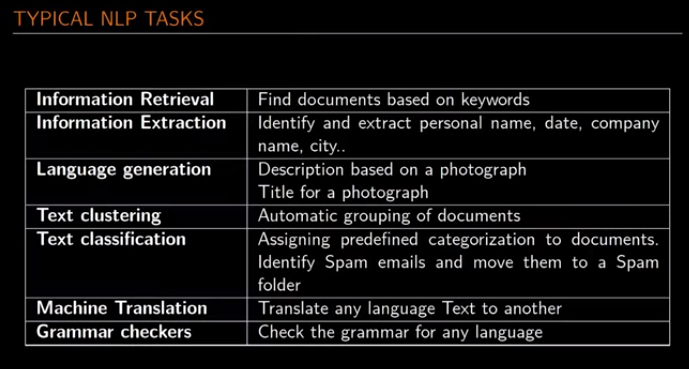 TYPICAL NLP TASKS
Information Retrieval Find documents based on keywords
Information Extraction Identify and extract personal name, date, company
name, city..
Language generation Description based on a photograph
Title for a photograph
Text clustering Automatic grouping of documents
Text classification Assigning predefined categorization to documents.
Identify Spam emails and move them to a Spam
folder
Machine Translation Translate any language Text to another
Grammar checkers Check the grammar for any language